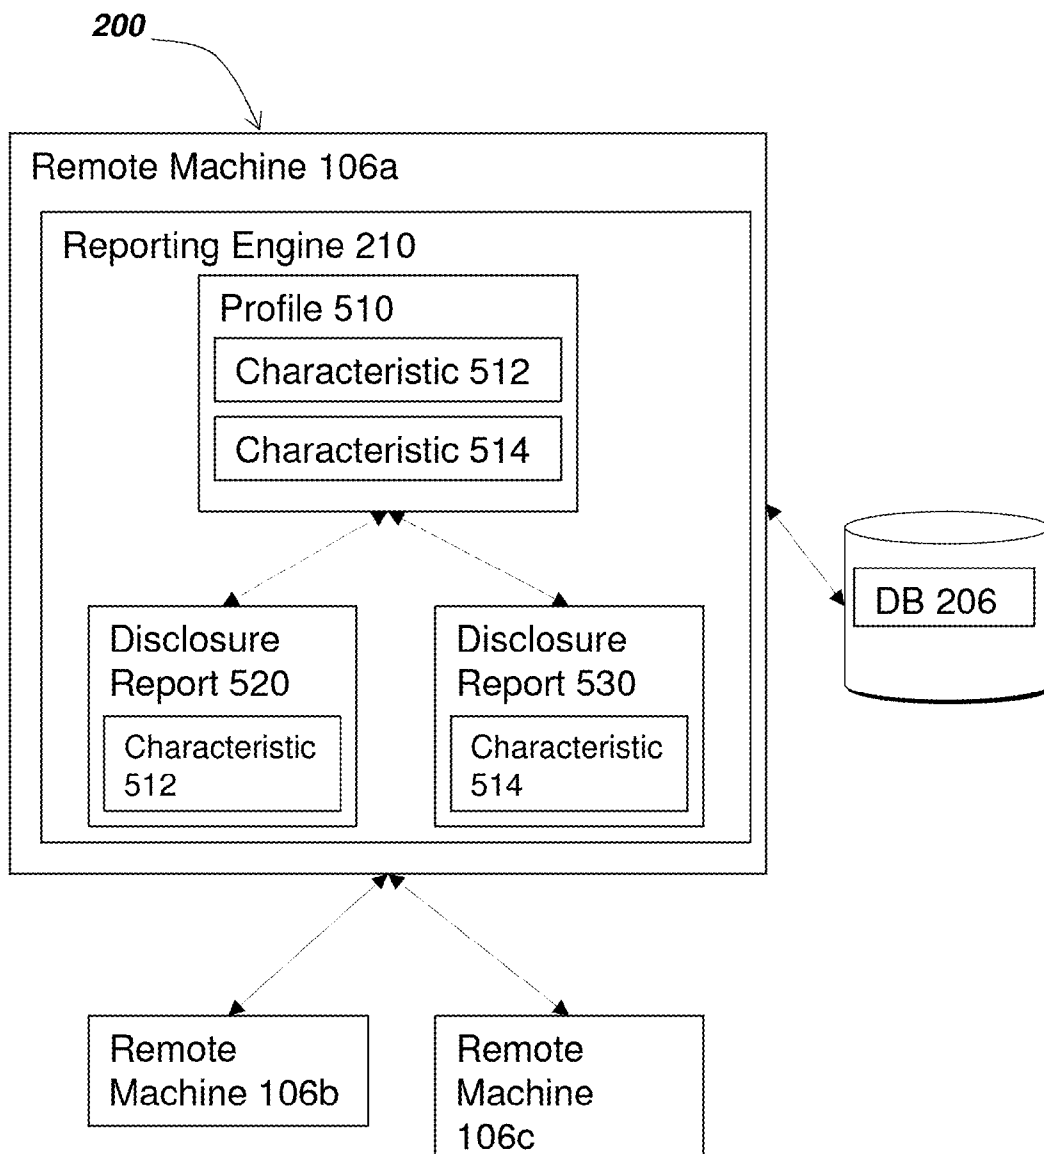 200
Remote Machine 106a
Reporting Engine 210
Profile 510
Characteristic 512
Characteristic 514
DB 206
Disclosure
Report 520
Characteristic
512
Disclosure
Report 530
Characteristic
514
Remote
Machine 106b
Remote
Machine
106c